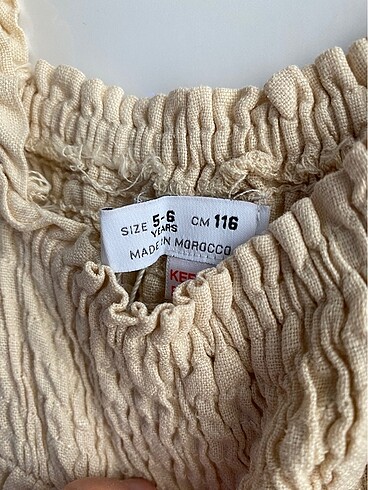 SIZE 5-6 CM 116
YEARS
MADE IN MOROCCO